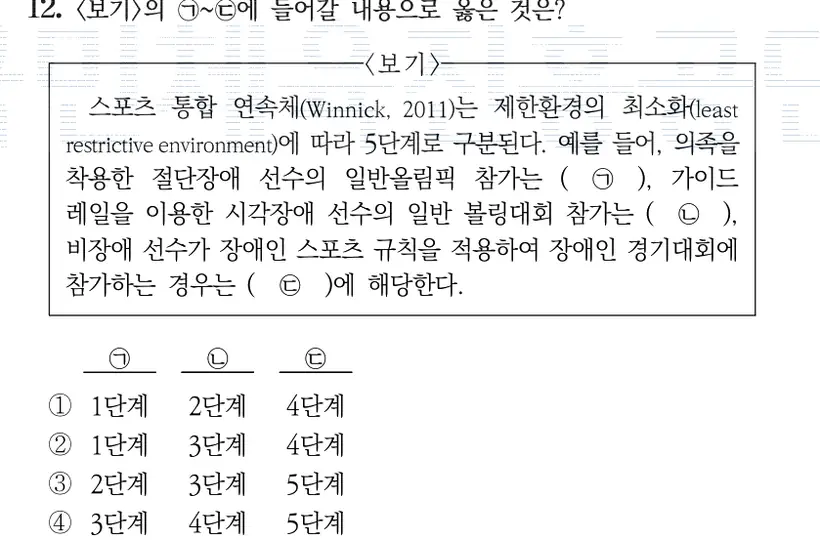 12. 〈보기〉의 ㉠~㉢에 들어갈 내용으로 옳은 것은?
〈보기〉
스포츠 통합 연속체(Winnick, 2011)는 제한환경의 최소화(least
restrictive environment)에 따라 5단계로 구분된다. 예를 들어, 의족을
착용한 절단장애 선수의 일반올림픽 참가는 ( ㉠ ), 가이드
레일을 이용한 시각장애 선수의 일반 볼링대회 참가는 ( ㉡ ),
비장애 선수가 장애인 스포츠 규칙을 적용하여 장애인 경기대회에
참가하는 경우는 ( ㉢ )에 해당한다.
㉠ ㉡ ㉢
① 1단계 2단계 4단계
② 1단계 3단계 4단계
③ 2단계 3단계 5단계
④ 3단계 4단계 5단계